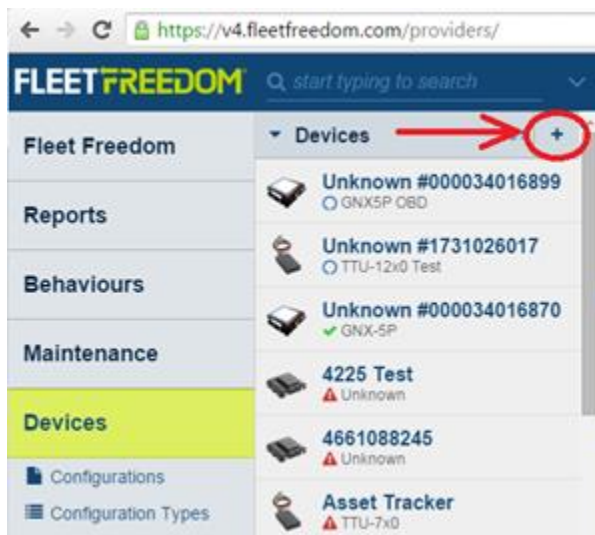 https://v4.fleetfreedom.com/providers/
FLEETFREEDOM
start typing to search
Fleet Freedom
Reports
Behaviours
Maintenance
Devices
Configurations
Configuration Types
Devices
+
Unknown #000034016899
GNX5P OBD
Unknown #1731026017
TTU-12x0 Test
Unknown #000034016870
GNX-5P
4225 Test
Unknown
4661088245
Unknown
Asset Tracker
TTU-7x0